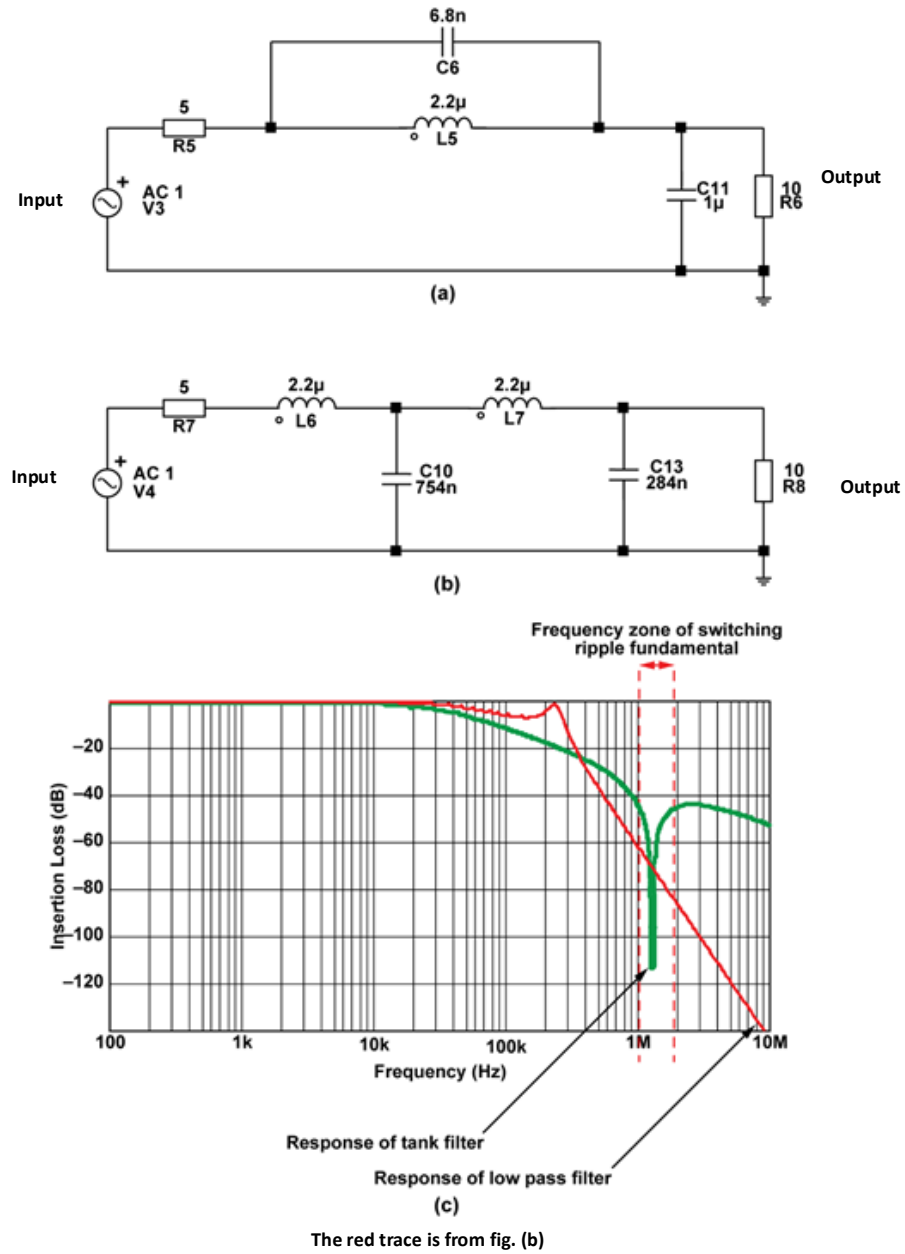 6.8n
C6
5
R5
2.2μ
L5
Input
AC 1
V3
C11
1μ
10
R6
Output
(a)
5
R7
2.2μ
L6
2.2μ
L7
Input
AC 1
V4
C10
754n
C13
284n
10
R8
Output
(b)
Frequency zone of switching
ripple fundamental
Insertion Loss (dB)
–20
–40
–60
–80
–100
–120
100
1k
10k
100k
1M
10M
Frequency (Hz)
Response of tank filter
Response of low pass filter
(c)
The red trace is from fig. (b)